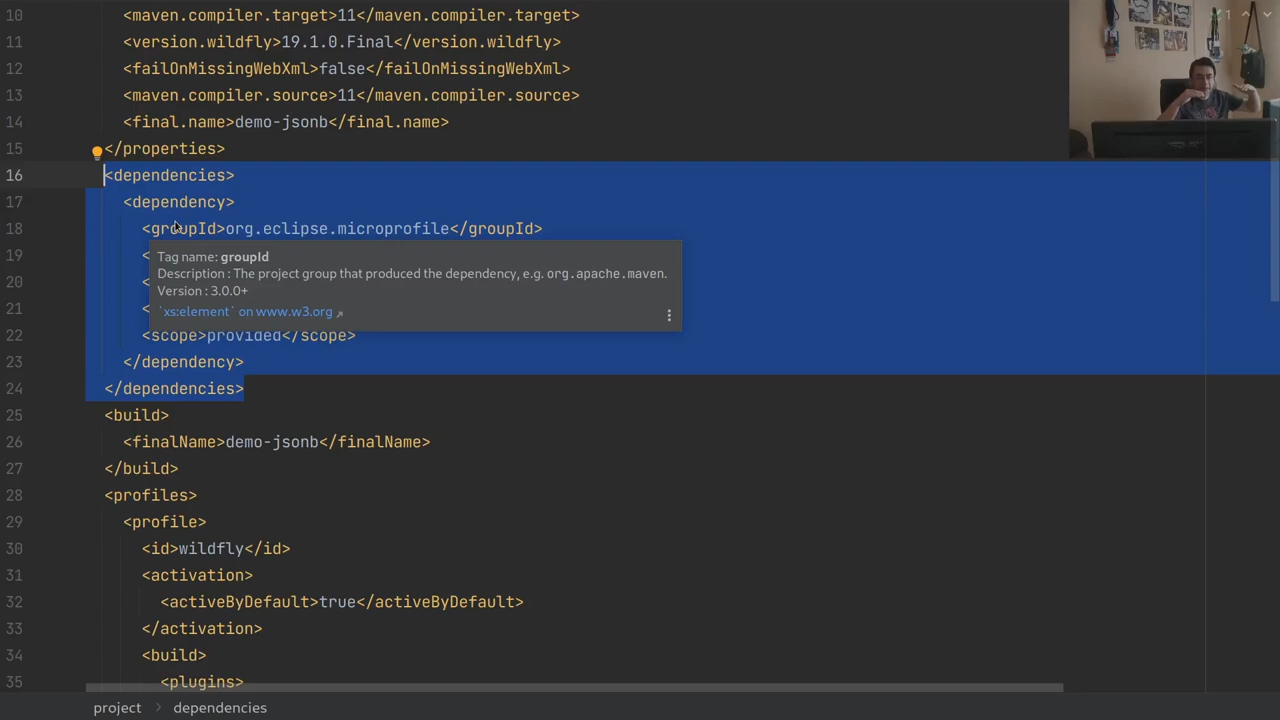 10 <maven.compiler.target>11</maven.compiler.target>
11 <version.wildfly>19.1.0.Final</version.wildfly>
12 <failOnMissingWebXml>false</failOnMissingWebXml>
13 <maven.compiler.source>11</maven.compiler.source>
14 <final.name>demo-jsonb</final.name>
15 </properties>
16 <dependencies>
17 <dependency>
18 <groupId>org.eclipse.microprofile</groupId>
19 <
Tag name: groupId
Description : The project group that produced the dependency, e.g. org.apache.maven.
20 <
Version : 3.0.0+
21 <
`xs:element` on www.w3.org
22 <scope>provided</scope>
23 </dependency>
24 </dependencies>
25 <build>
26 <finalName>demo-jsonb</finalName>
27 </build>
28 <profiles>
29 <profile>
30 <id>wildfly</id>
31 <activation>
32 <activeByDefault>true</activeByDefault>
33 </activation>
34 <build>
35 <plugins>
project > dependencies
1